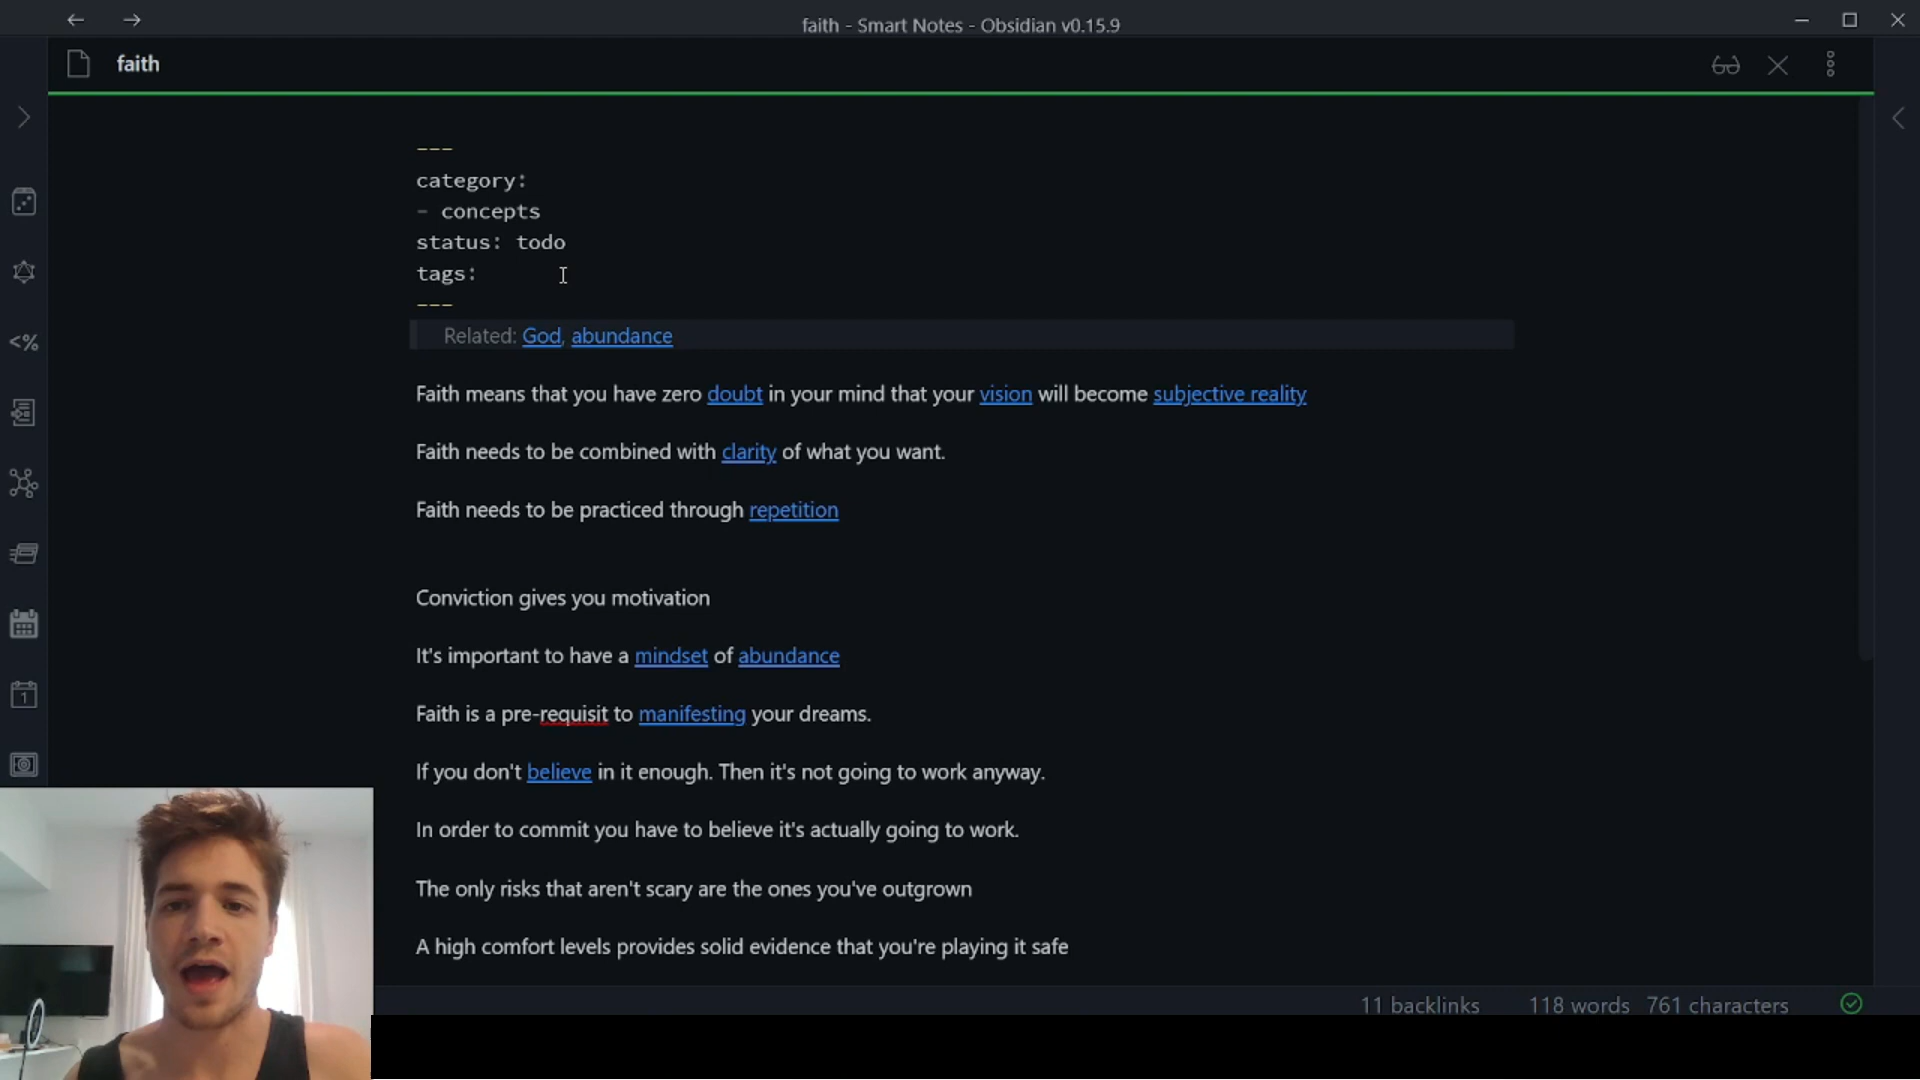 faith - Smart Notes - Obsidian v0.15.9
faith
---
category:
- concepts
status: todo
tags:
---
Related: God, abundance
Faith means that you have zero doubt in your mind that your vision will become subjective reality
Faith needs to be combined with clarity of what you want.
Faith needs to be practiced through repetition
Conviction gives you motivation
It's important to have a mindset of abundance
Faith is a pre-requisit to manifesting your dreams.
If you don't believe in it enough. Then it's not going to work anyway.
In order to commit you have to believe it's actually going to work.
The only risks that aren't scary are the ones you've outgrown
A high comfort levels provides solid evidence that you're playing it safe
<%
1
11 backlinks 118 words 761 characters